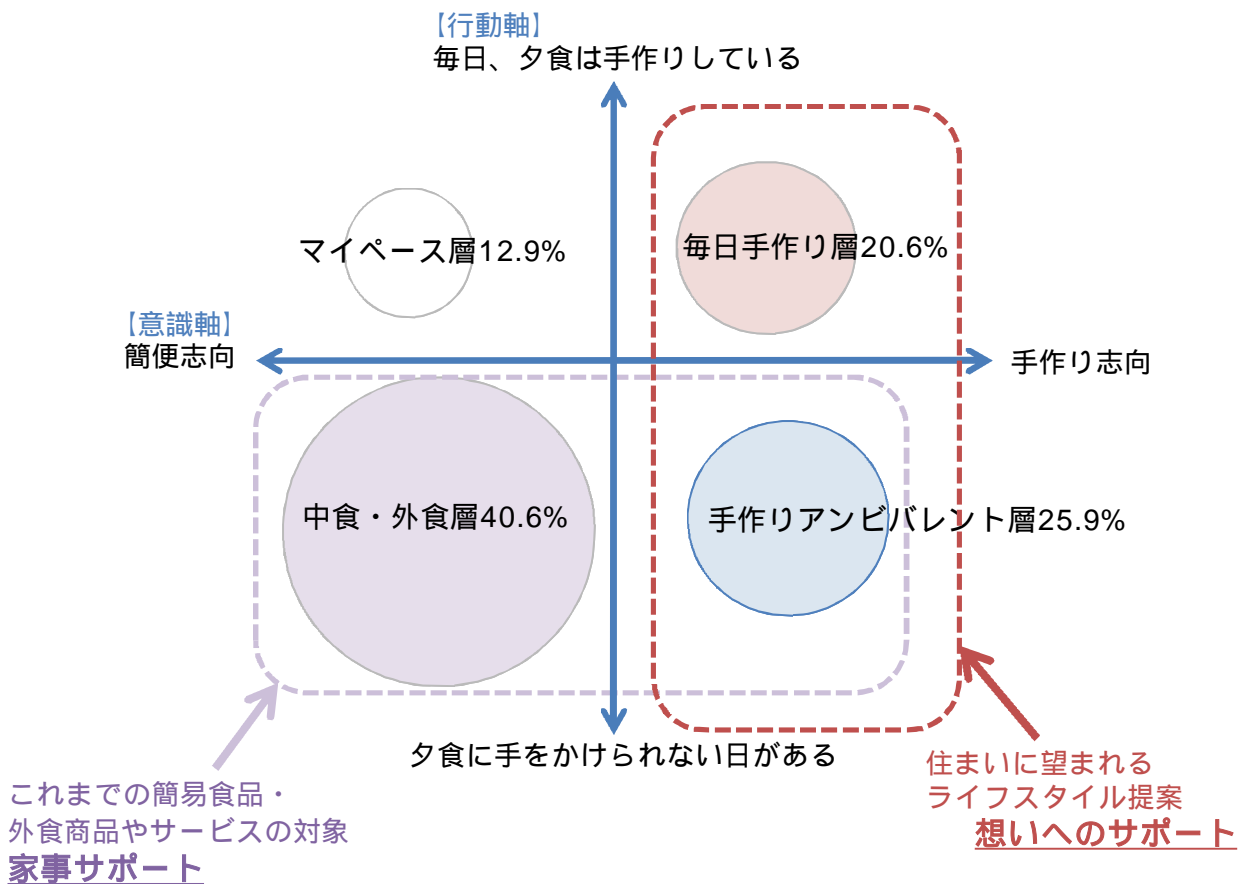 【行動軸】
毎日、夕食は手作りしている
マイペース層12.9%
毎日手作り層20.6%
【意識軸】
簡便志向
手作り志向
中食・外食層40.6%
手作りアンビバレント層25.9%
夕食に手をかけられない日がある
これまでの簡易食品・
外食商品やサービスの対象
家事サポート
住まいに望まれる
ライフスタイル提案
想いへのサポート